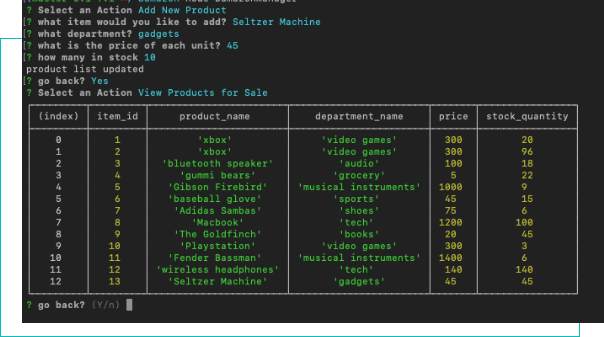 ? Select an Action Add New Product
? what item would you like to add? Seltzer Machine
? what department? gadgets
? what is the price of each unit? 45
? how many in stock 10
product list updated
? go back? Yes
? Select an Action View Products for Sale
(index) item_id product_name department_name price stock_quantity
0 1 'xbox' 'video games' 300 20
1 2 'xbox' 'video games' 300 96
2 3 'bluetooth speaker' 'audio' 100 18
3 4 'gummi bears' 'grocery' 5 22
4 5 'Gibson Firebird' 'musical instruments' 1000 9
5 6 'baseball glove' 'sports' 45 15
6 7 'Adidas Sambas' 'shoes' 75 6
7 8 'Macbook' 'tech' 1200 100
8 9 'The Goldfinch' 'books' 20 45
9 10 'Playstation' 'video games' 300 3
10 11 'Fender Bassman' 'musical instruments' 1400 6
11 12 'wireless headphones' 'tech' 140 140
12 13 'Seltzer Machine' 'gadgets' 45 45
? go back? (Y/n)